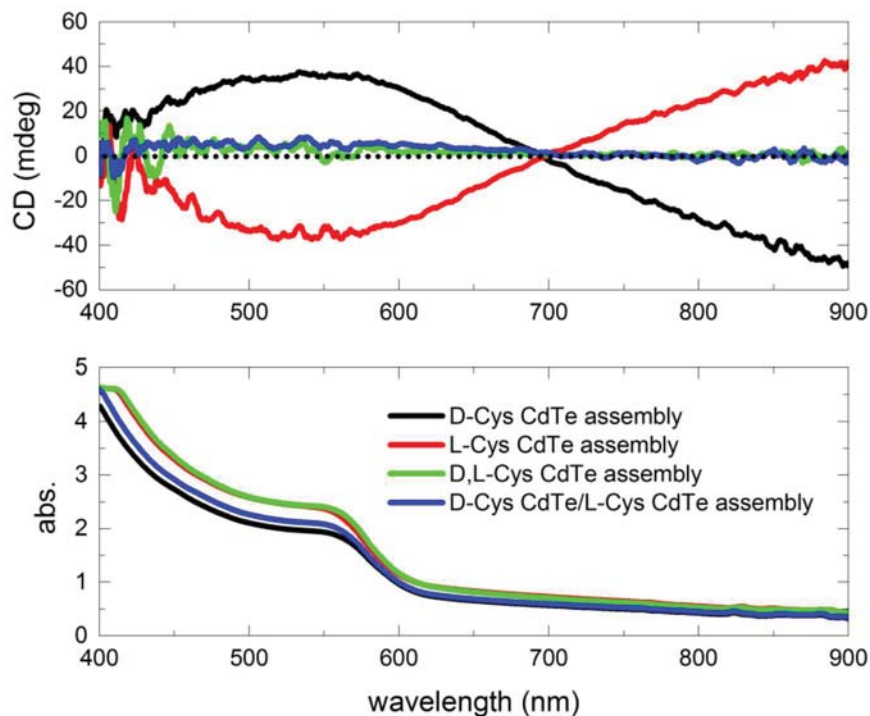 60
40
20
0
-20
-40
-60
CD (mdeg)
400 500 600 700 800 900
5
4
3
2
1
0
abs.
D-Cys CdTe assembly
L-Cys CdTe assembly
D,L-Cys CdTe assembly
D-Cys CdTe/L-Cys CdTe assembly
400 500 600 700 800 900
wavelength (nm)